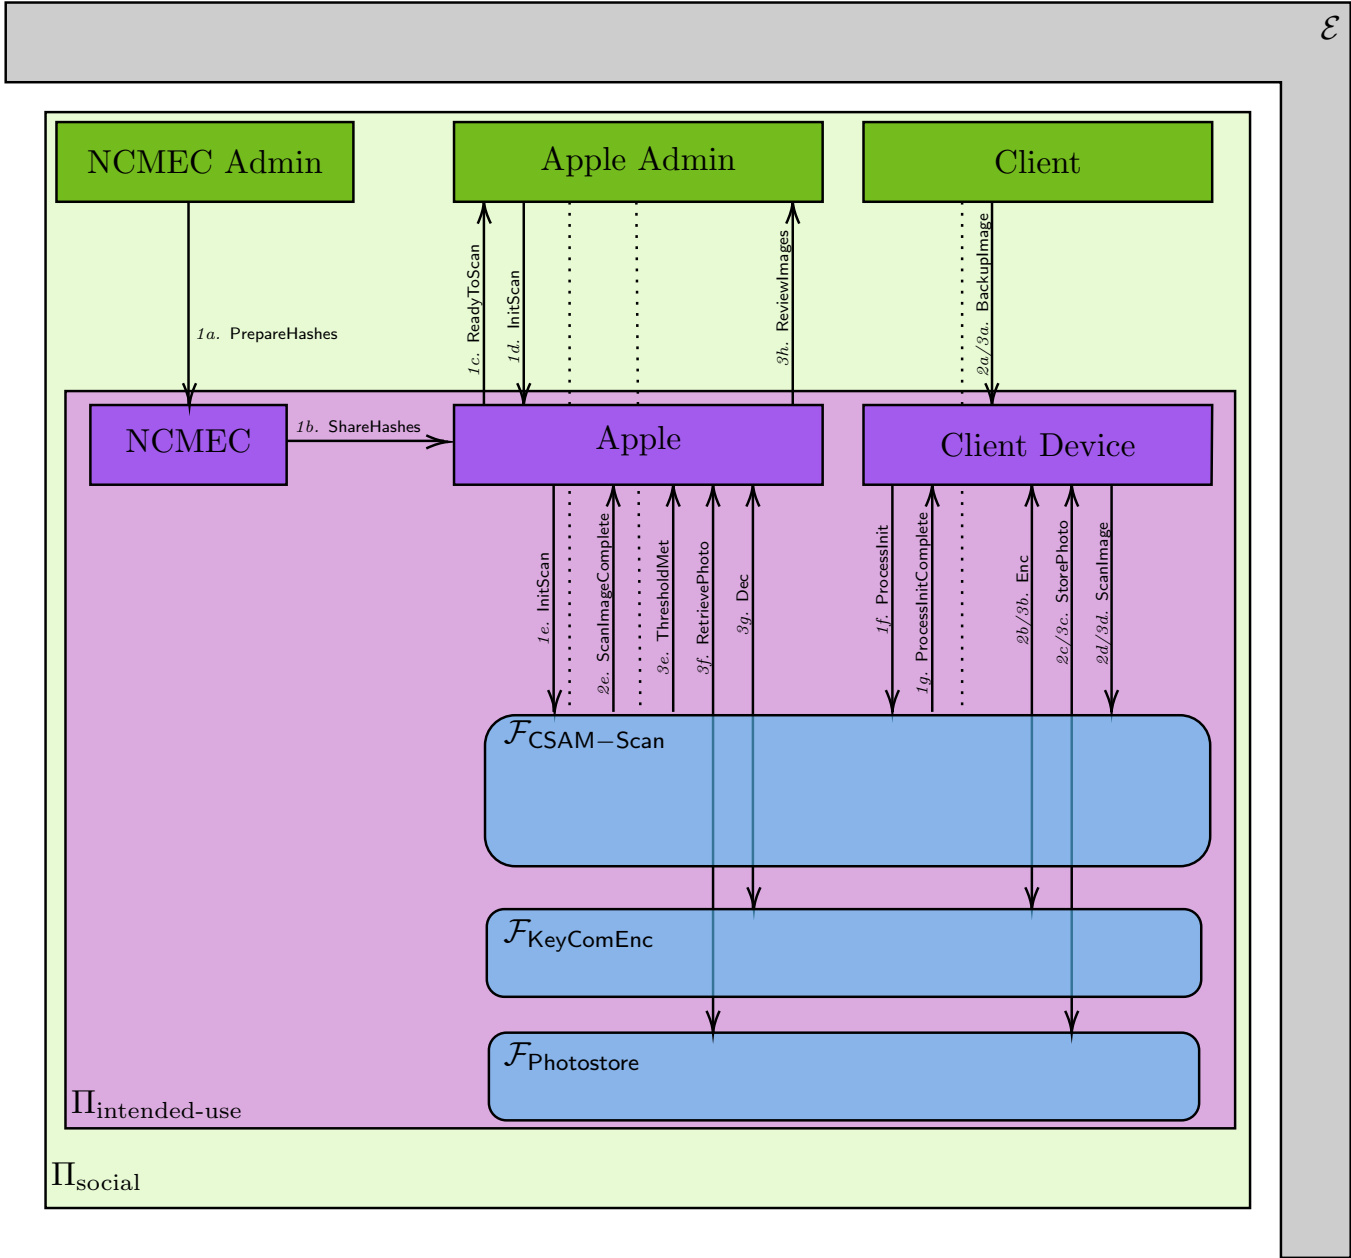 ℰ
NCMEC Admin
Apple Admin
Client
1a. PrepareHashes
1c. ReadyToScan
1d. InitScan
3h. ReviewImages
2a/3a. BackupImage
NCMEC
1b. ShareHashes
Apple
Client Device
1e. InitScan
2e. ScanImageComplete
3e. ThresholdMet
3f. RetrievePhoto
3g. Dec
1f. ProcessInit
1g. ProcessInitComplete
2b/3b. Enc
2c/3c. StorePhoto
2d/3d. ScanImage
ℱCSAM−Scan
ℱKeyComEnc
ℱPhotostore
Πintended-use
Πsocial